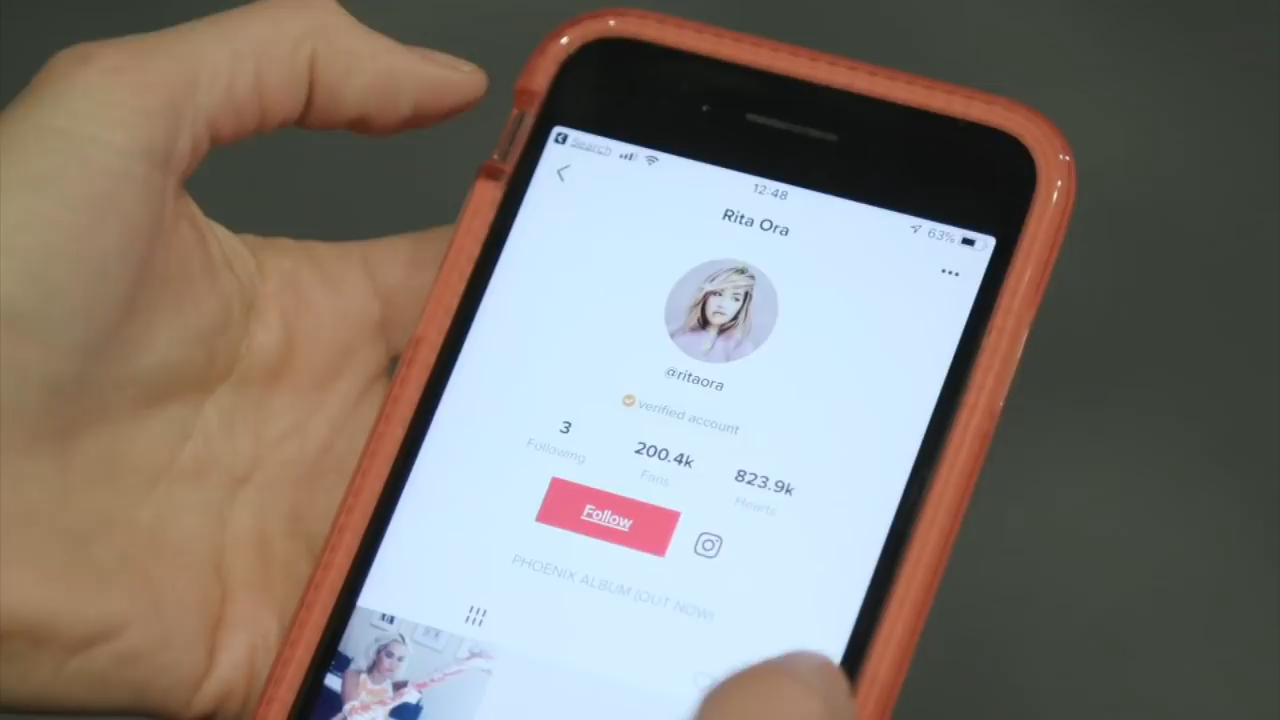 Search
12:48
63%
Rita Ora
@ritaora
verified account
3 200.4k 823.9k
Following Fans Hearts
Follow
PHOENIX ALBUM (OUT NOW)